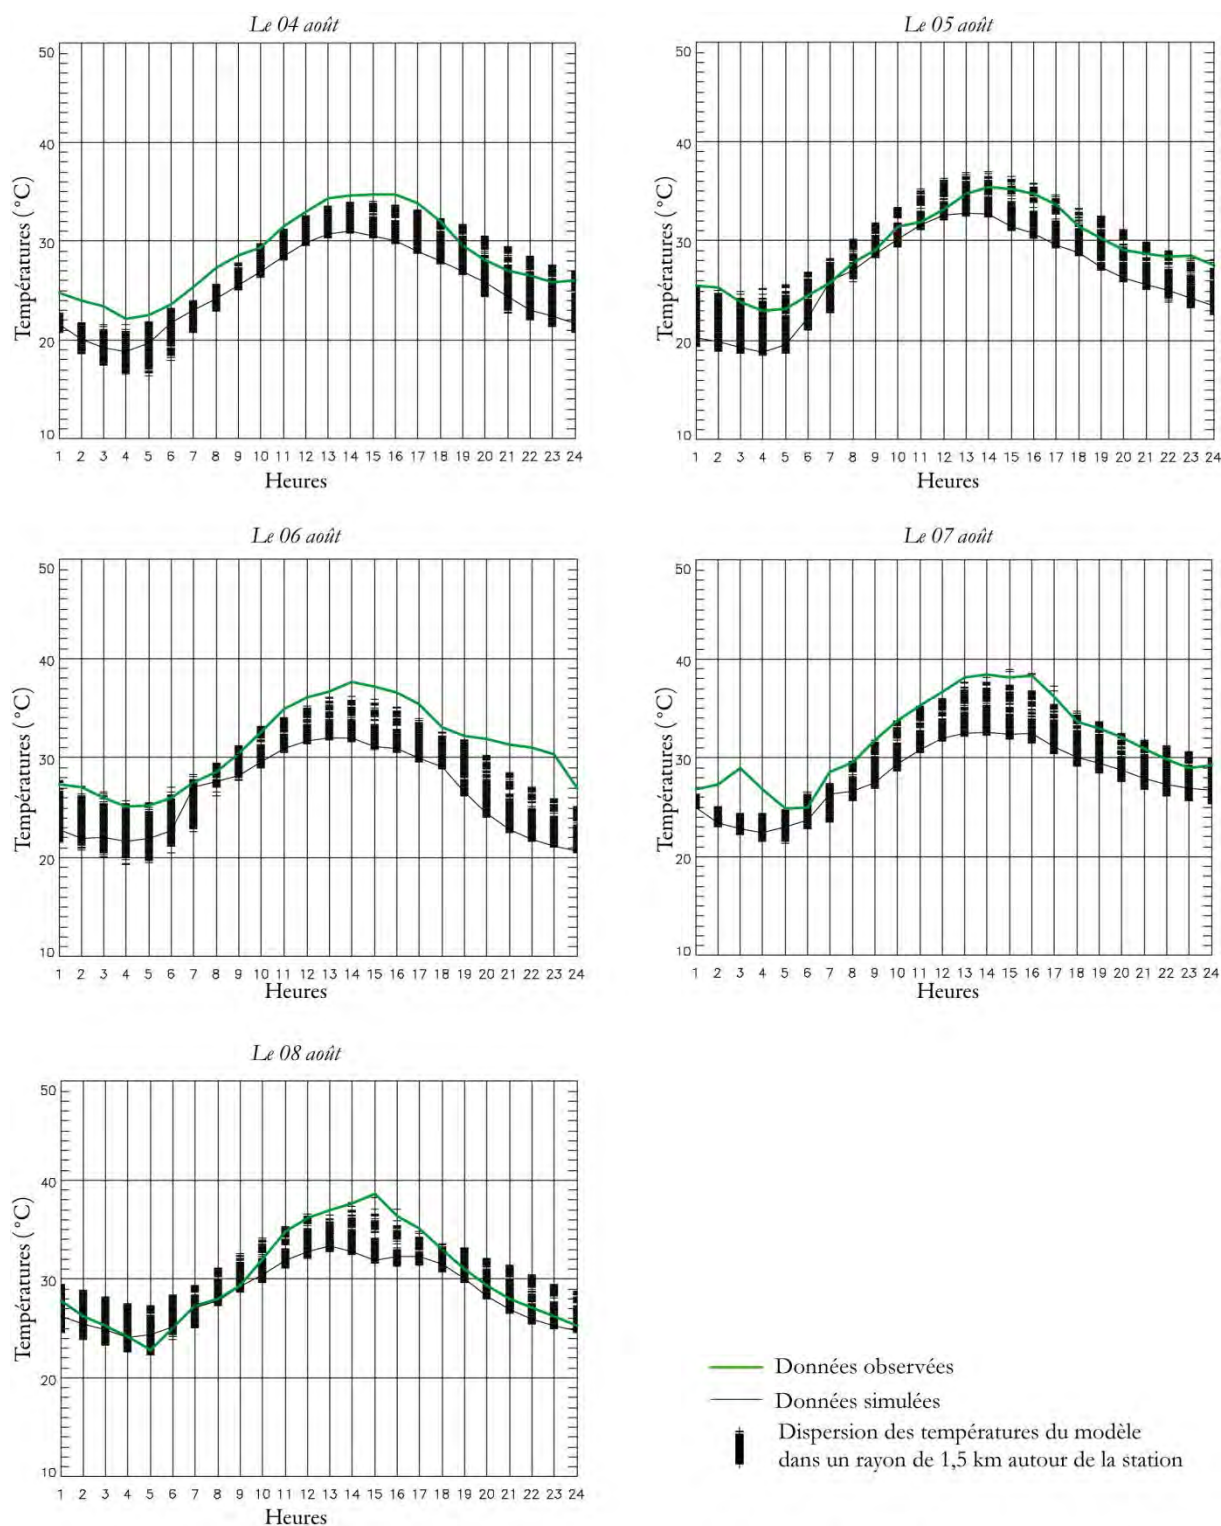 Le 04 août
50
40
30
20
10
Températures (°C)
1 2 3 4 5 6 7 8 9 10 11 12 13 14 15 16 17 18 19 20 21 22 23 24
Heures
Le 05 août
50
40
30
20
10
Températures (°C)
1 2 3 4 5 6 7 8 9 10 11 12 13 14 15 16 17 18 19 20 21 22 23 24
Heures
Le 06 août
50
40
30
20
10
Températures (°C)
1 2 3 4 5 6 7 8 9 10 11 12 13 14 15 16 17 18 19 20 21 22 23 24
Heures
Le 07 août
50
40
30
20
10
Températures (°C)
1 2 3 4 5 6 7 8 9 10 11 12 13 14 15 16 17 18 19 20 21 22 23 24
Heures
Le 08 août
50
40
30
20
10
Températures (°C)
1 2 3 4 5 6 7 8 9 10 11 12 13 14 15 16 17 18 19 20 21 22 23 24
Heures
Données observées
Données simulées
Dispersion des températures du modèle
dans un rayon de 1,5 km autour de la station